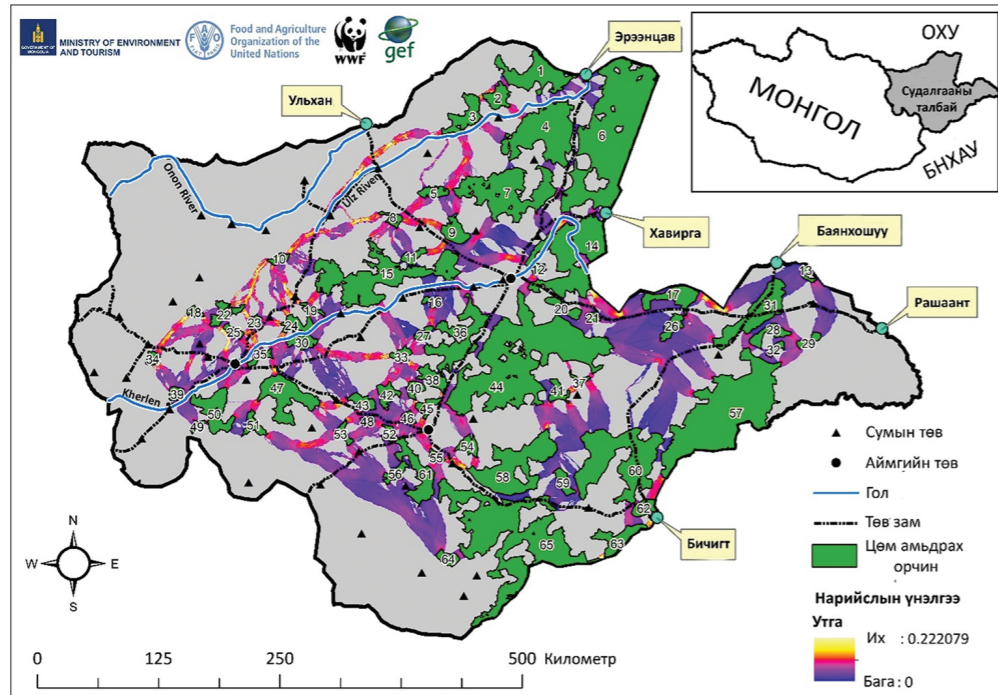 GOVERNMENT OF MONGOLIA
MINISTRY OF ENVIRONMENT
AND TOURISM
FAO
Food and Agriculture
Organization of the
United Nations
WWF
gef
Эрээнцав
Ульхан
Хавирга
Баянхошуу
Рашаант
Бичигт
ОХУ
МОНГОЛ
Судалгааны
талбай
БНХАУ
Onon River
Ulz River
Kherlen
1
2
3
4
6
5
7
8
9
10
11
12
14
15
13
16
17
31
18
22
19
20
21
26
28
25
23
24
27
36
32
29
34
35
30
33
39
47
40
38
44
41
37
57
50
43
42
46
45
49
51
53
48
52
54
55
56
61
58
59
60
62
64
65
63
Сумын төв
Аймгийн төв
Гол
Төв зам
Цөм амьдрах
орчин
Нарийслын үнэлгээ
Утга
Их : 0.222079
Бага : 0
N
W E
S
0 125 250 500 Километр